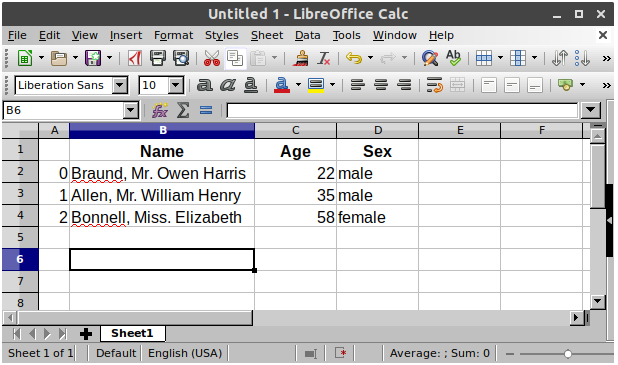 Untitled 1 - LibreOffice Calc
File Edit View Insert Format Styles Sheet Data Tools Window Help
Liberation Sans 10 a a a
B6
A B C D E F
1 Name Age Sex
2 0 Braund, Mr. Owen Harris 22 male
3 1 Allen, Mr. William Henry 35 male
4 2 Bonnell, Miss. Elizabeth 58 female
5
6
7
8
Sheet1
Sheet 1 of 1 Default English (USA) Average: ; Sum: 0